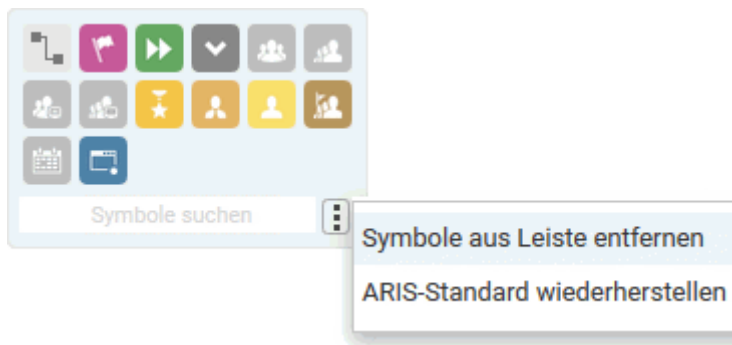 Symbole suchen
Symbole aus Leiste entfernen
ARIS-Standard wiederherstellen